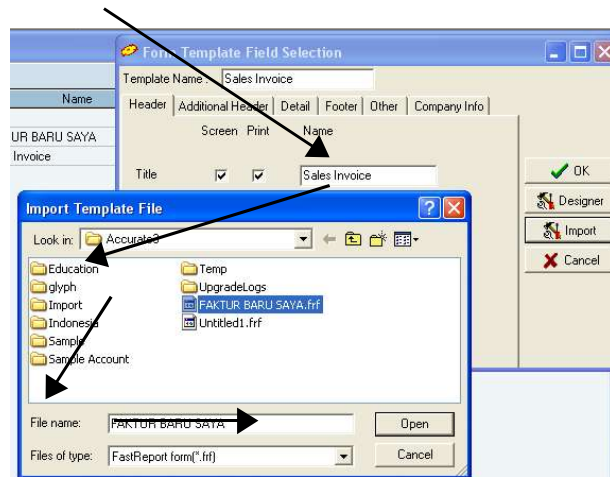 Form Template Field Selection
Template Name : Sales Invoice
Name
Header Additional Header Detail Footer Other Company Info
Screen Print Name
UR BARU SAYA
Invoice
Title Sales Invoice
OK
Designer
Import
Cancel
Import Template File
Look in: Accurate3
Education Temp
glyph UpgradeLogs
Import FAKTUR BARU SAYA.frf
Indonesia Untitled1.frf
Sample
Sample Account
File name: FAKTUR BARU SAYA Open
Files of type: FastReport form(*.frf) Cancel